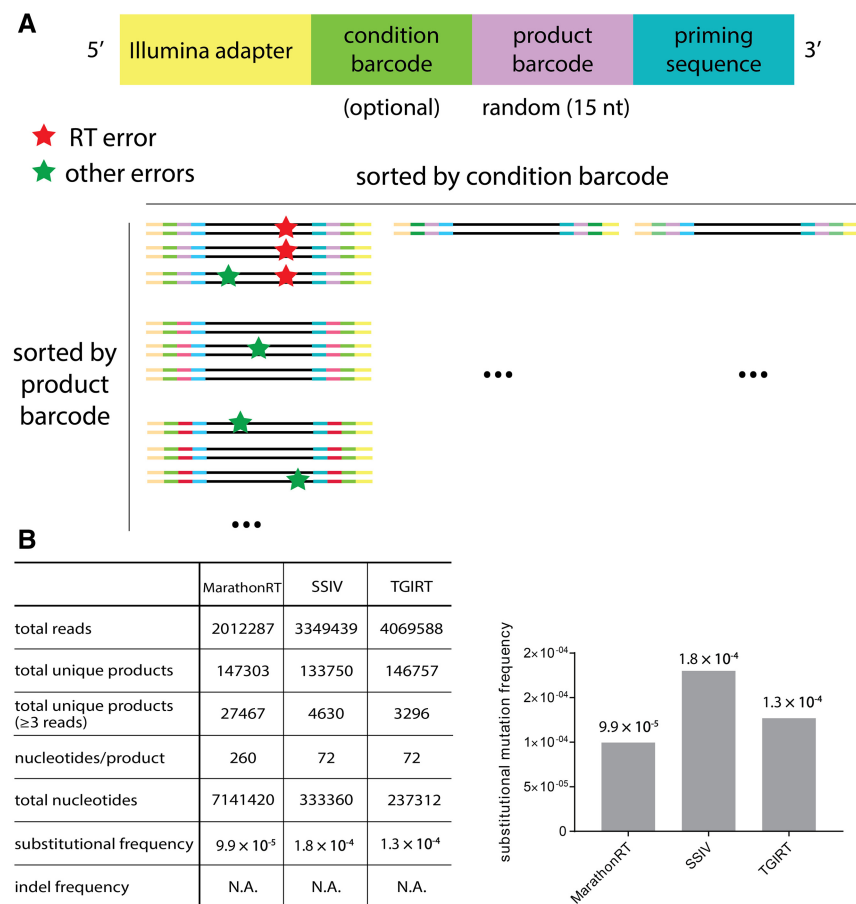 A
5′ Illumina adapter condition barcode product barcode priming sequence 3′
(optional) random (15 nt)
RT error
other errors
sorted by condition barcode
sorted by
product
barcode
•••
•••
•••
B
MarathonRT SSIV TGIRT
total reads 2012287 3349439 4069588
total unique products 147303 133750 146757
total unique products
(≥3 reads) 27467 4630 3296
nucleotides/product 260 72 72
total nucleotides 7141420 333360 237312
substitutional frequency 9.9 × 10⁻⁵ 1.8 × 10⁻⁴ 1.3 × 10⁻⁴
indel frequency N.A. N.A. N.A.
substitutional mutation frequency
2×10⁻⁰⁴
2×10⁻⁰⁴
1×10⁻⁰⁴
5×10⁻⁰⁵
0
9.9 × 10⁻⁵
1.8 × 10⁻⁴
1.3 × 10⁻⁴
MarathonRT
SSIV
TGIRT